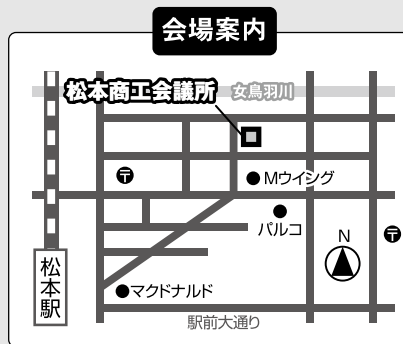 会場案内
松本商工会議所
女鳥羽川
〒
●Mウイング
●
パルコ
N
〒
松本駅
●マクドナルド
駅前大通り